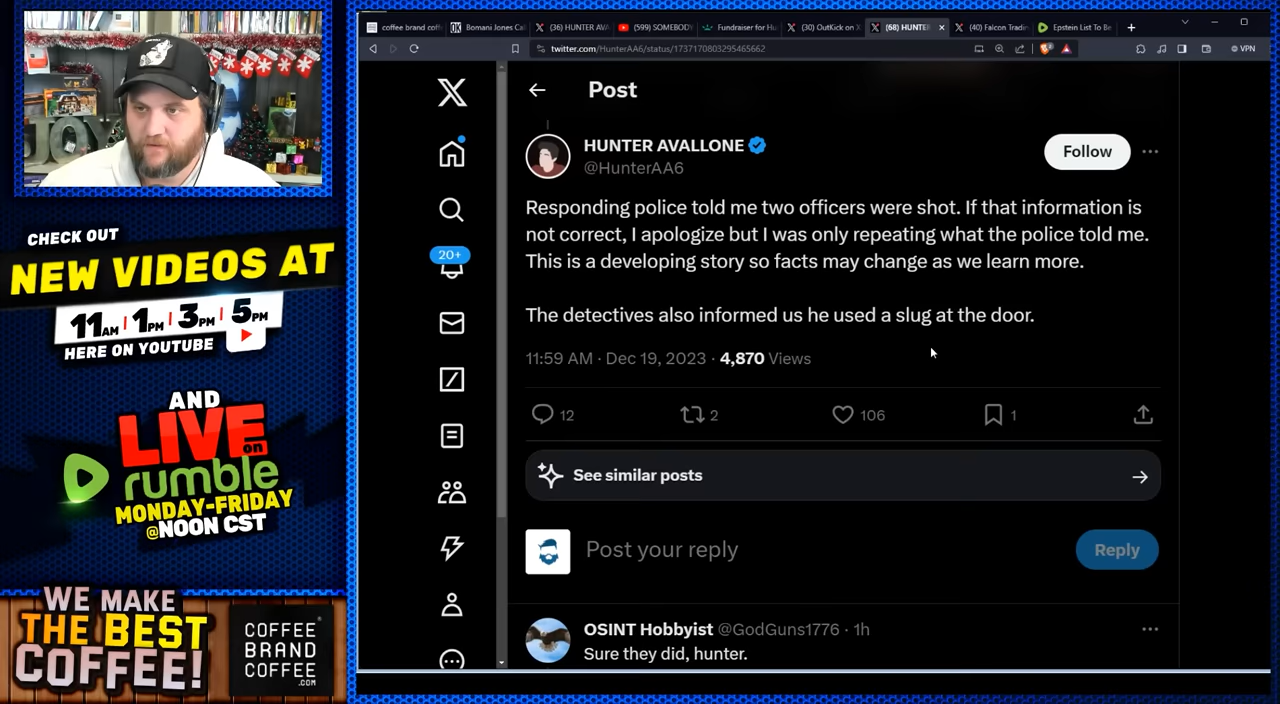 CHECK OUT
NEW VIDEOS AT
11AM | 1PM | 3PM | 5PM
HERE ON YOUTUBE
AND
LIVE on
rumble
MONDAY-FRIDAY
@NOON CST
WE MAKE
THE BEST
COFFEE!
COFFEE
BRAND
COFFEE
.COM
coffee brand coff
Bomani Jones Cal
(36) HUNTER AVA
(599) SOMEBODY
Fundraiser for Hu
(30) OutKick on X
(68) HUNTER
(40) Falcon Tradin
Epstein List To Be
twitter.com/HunterAA6/status/1737170803295465662
VPN
Post
HUNTER AVALLONE
@HunterAA6
Follow
Responding police told me two officers were shot. If that information is
not correct, I apologize but I was only repeating what the police told me.
This is a developing story so facts may change as we learn more.
The detectives also informed us he used a slug at the door.
11:59 AM · Dec 19, 2023 · 4,870 Views
12
2
106
1
See similar posts
Post your reply
Reply
OSINT Hobbyist @GodGuns1776 · 1h
Sure they did, hunter.
20+